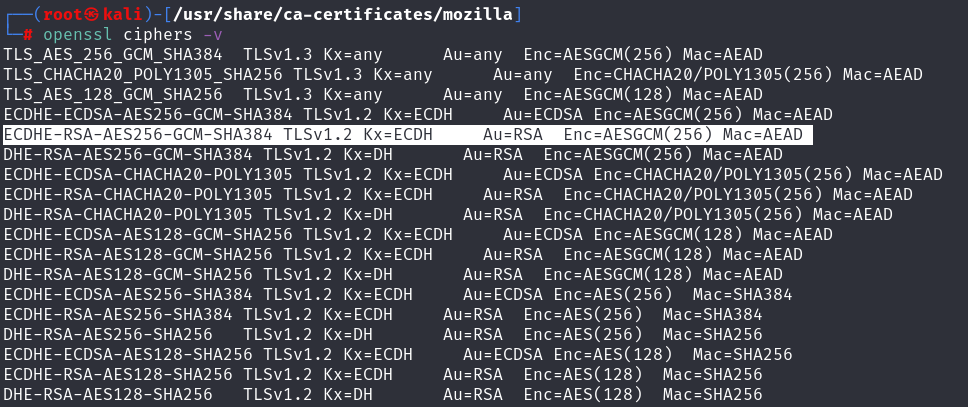 ┌──(root㉿kali)-[/usr/share/ca-certificates/mozilla]
└─# openssl ciphers -v
TLS_AES_256_GCM_SHA384  TLSv1.3 Kx=any      Au=any  Enc=AESGCM(256) Mac=AEAD
TLS_CHACHA20_POLY1305_SHA256 TLSv1.3 Kx=any      Au=any  Enc=CHACHA20/POLY1305(256) Mac=AEAD
TLS_AES_128_GCM_SHA256  TLSv1.3 Kx=any      Au=any  Enc=AESGCM(128) Mac=AEAD
ECDHE-ECDSA-AES256-GCM-SHA384 TLSv1.2 Kx=ECDH     Au=ECDSA Enc=AESGCM(256) Mac=AEAD
ECDHE-RSA-AES256-GCM-SHA384 TLSv1.2 Kx=ECDH     Au=RSA  Enc=AESGCM(256) Mac=AEAD
DHE-RSA-AES256-GCM-SHA384 TLSv1.2 Kx=DH       Au=RSA  Enc=AESGCM(256) Mac=AEAD
ECDHE-ECDSA-CHACHA20-POLY1305 TLSv1.2 Kx=ECDH     Au=ECDSA Enc=CHACHA20/POLY1305(256) Mac=AEAD
ECDHE-RSA-CHACHA20-POLY1305 TLSv1.2 Kx=ECDH     Au=RSA  Enc=CHACHA20/POLY1305(256) Mac=AEAD
DHE-RSA-CHACHA20-POLY1305 TLSv1.2 Kx=DH       Au=RSA  Enc=CHACHA20/POLY1305(256) Mac=AEAD
ECDHE-ECDSA-AES128-GCM-SHA256 TLSv1.2 Kx=ECDH     Au=ECDSA Enc=AESGCM(128) Mac=AEAD
ECDHE-RSA-AES128-GCM-SHA256 TLSv1.2 Kx=ECDH     Au=RSA  Enc=AESGCM(128) Mac=AEAD
DHE-RSA-AES128-GCM-SHA256 TLSv1.2 Kx=DH       Au=RSA  Enc=AESGCM(128) Mac=AEAD
ECDHE-ECDSA-AES256-SHA384 TLSv1.2 Kx=ECDH     Au=ECDSA Enc=AES(256)  Mac=SHA384
ECDHE-RSA-AES256-SHA384 TLSv1.2 Kx=ECDH     Au=RSA  Enc=AES(256)  Mac=SHA384
DHE-RSA-AES256-SHA256   TLSv1.2 Kx=DH       Au=RSA  Enc=AES(256)  Mac=SHA256
ECDHE-ECDSA-AES128-SHA256 TLSv1.2 Kx=ECDH     Au=ECDSA Enc=AES(128)  Mac=SHA256
ECDHE-RSA-AES128-SHA256 TLSv1.2 Kx=ECDH     Au=RSA  Enc=AES(128)  Mac=SHA256
DHE-RSA-AES128-SHA256   TLSv1.2 Kx=DH       Au=RSA  Enc=AES(128)  Mac=SHA256